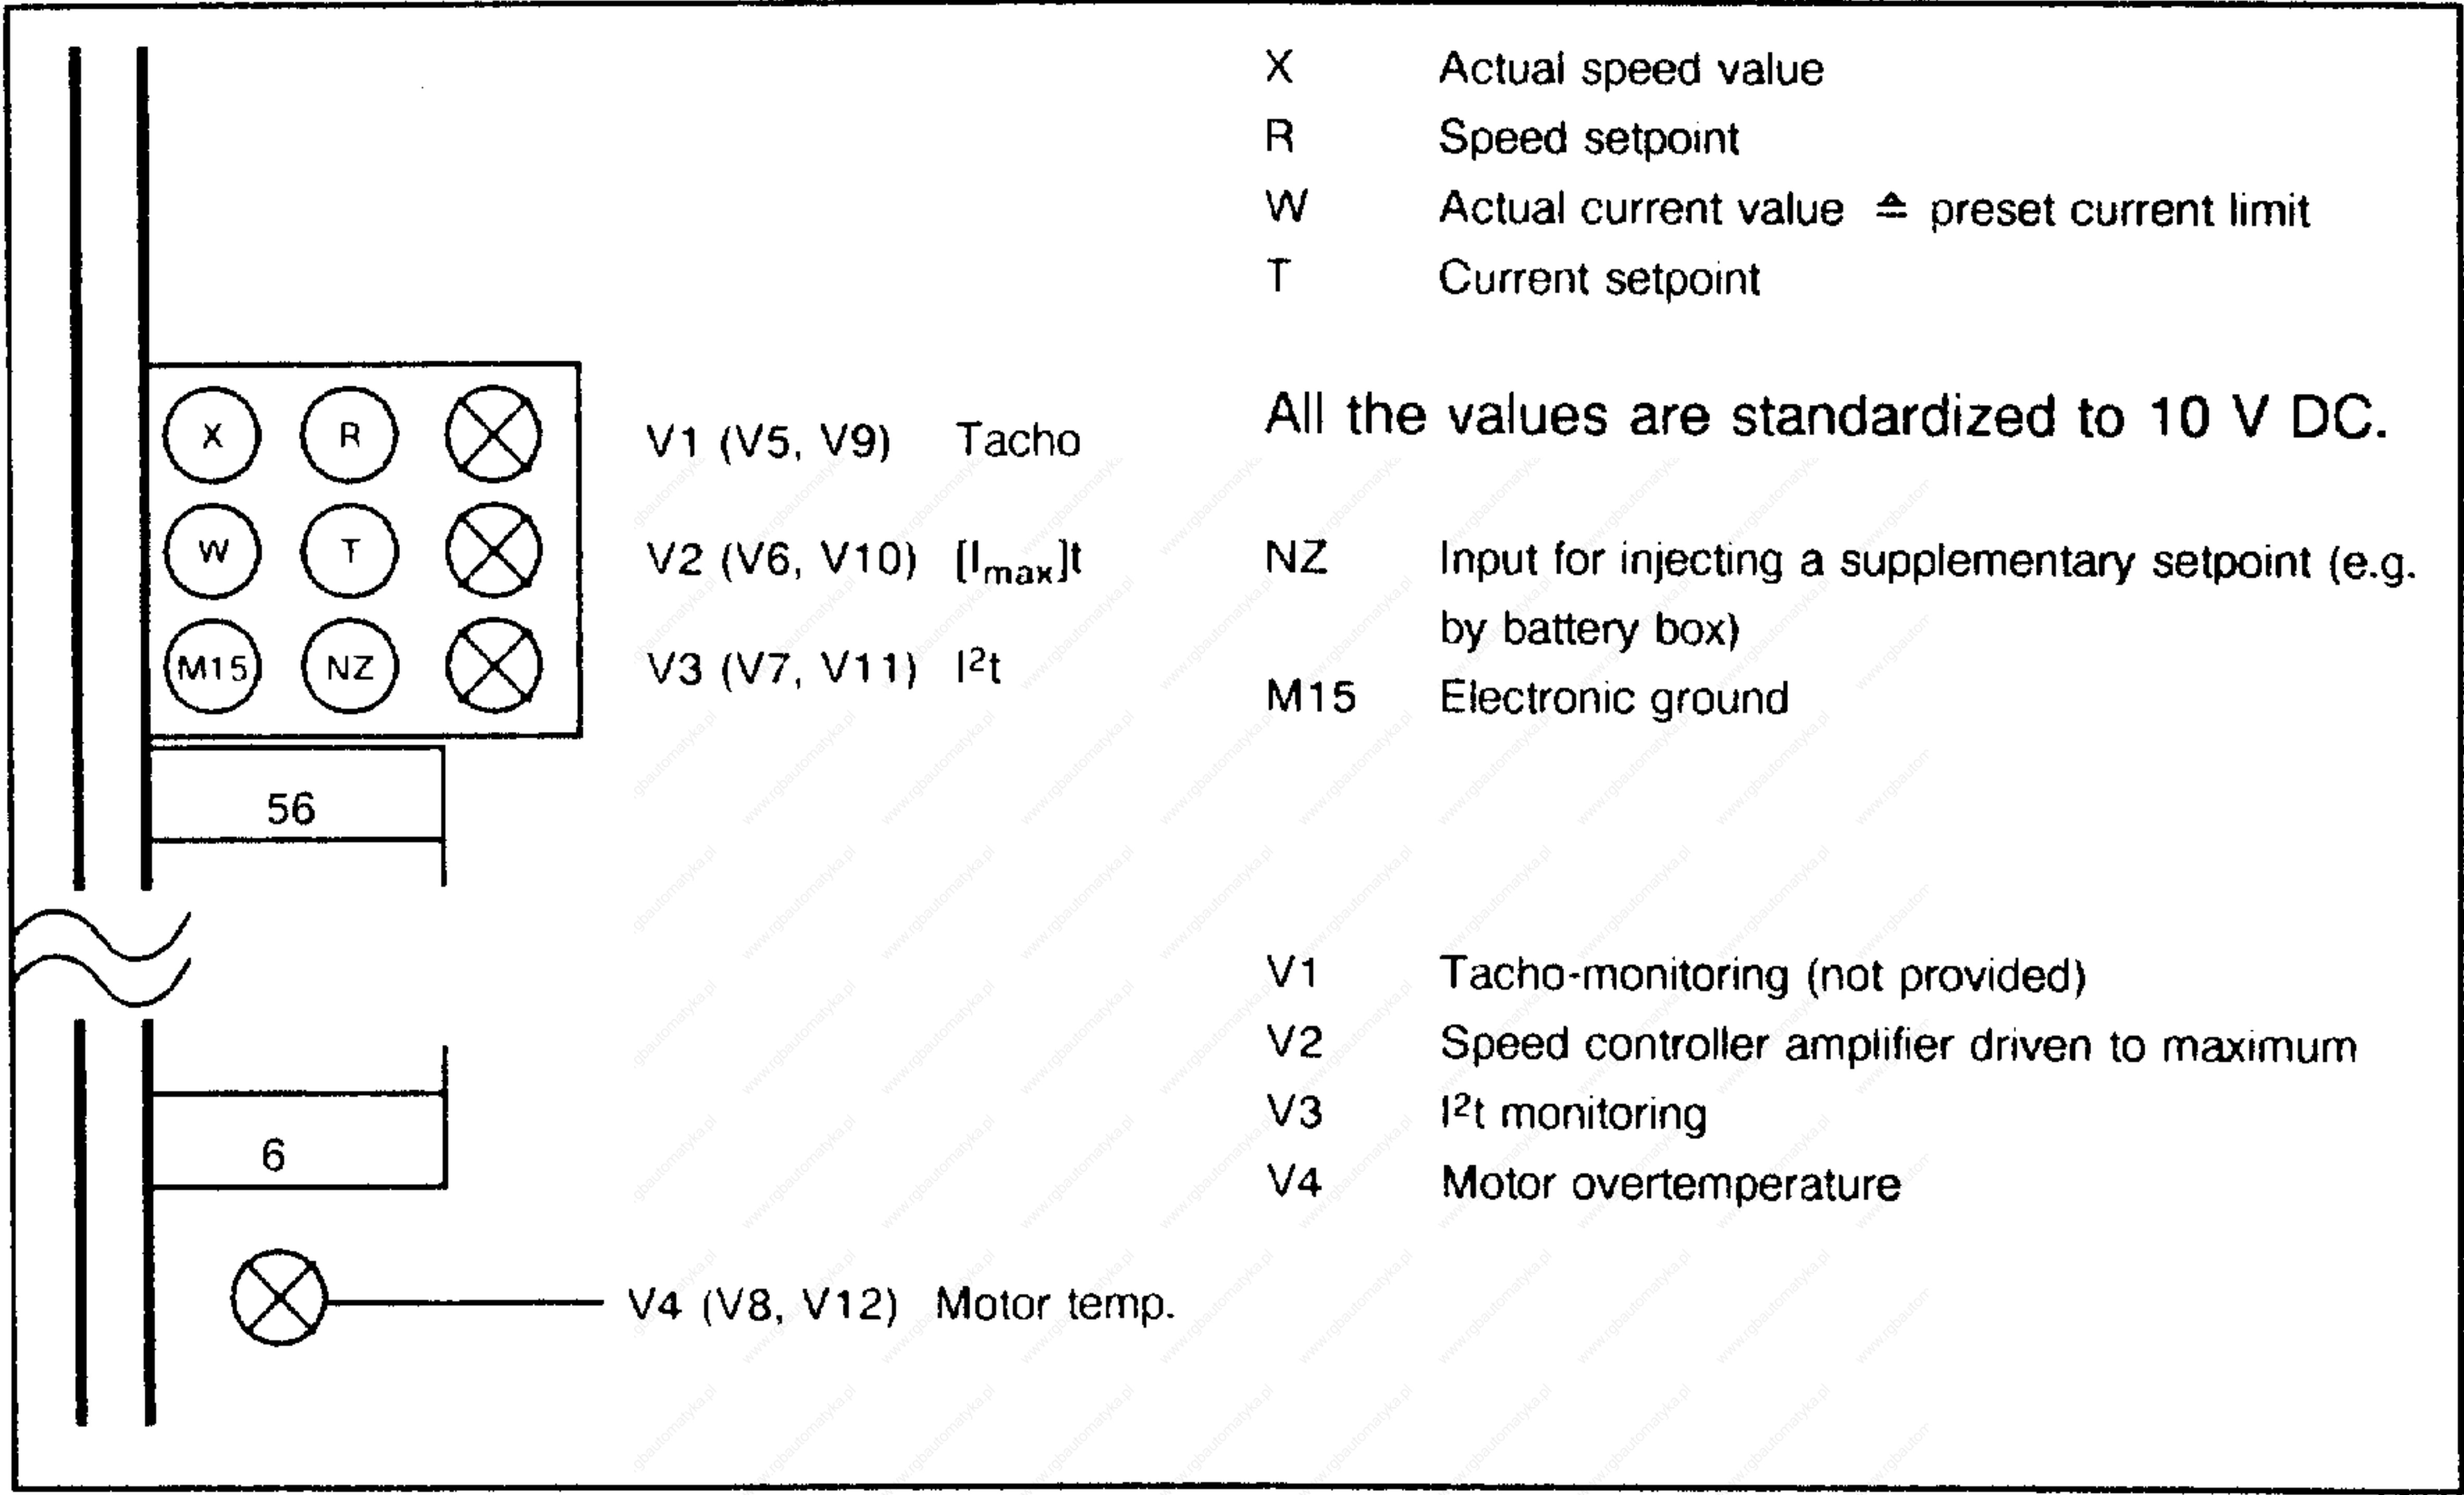 X Actual speed value
R Speed setpoint
W Actual current value ≙ preset current limit
T Current setpoint
All the values are standardized to 10 V DC.
X R V1 (V5, V9) Tacho
W T V2 (V6, V10) [Imax]t
M15 NZ V3 (V7, V11) I²t
NZ Input for injecting a supplementary setpoint (e.g.
by battery box)
M15 Electronic ground
56
V1 Tacho-monitoring (not provided)
V2 Speed controller amplifier driven to maximum
V3 I²t monitoring
V4 Motor overtemperature
6
V4 (V8, V12) Motor temp.
www.rgbautomatyka.pl